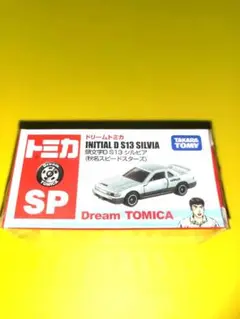 トミカ
SP
ドリームトミカ
INITIAL D S13 SILVIA
頭文字D S13 シルビア
(秋名スピードスターズ)
TAKARA
TOMY
Dream TOMICA